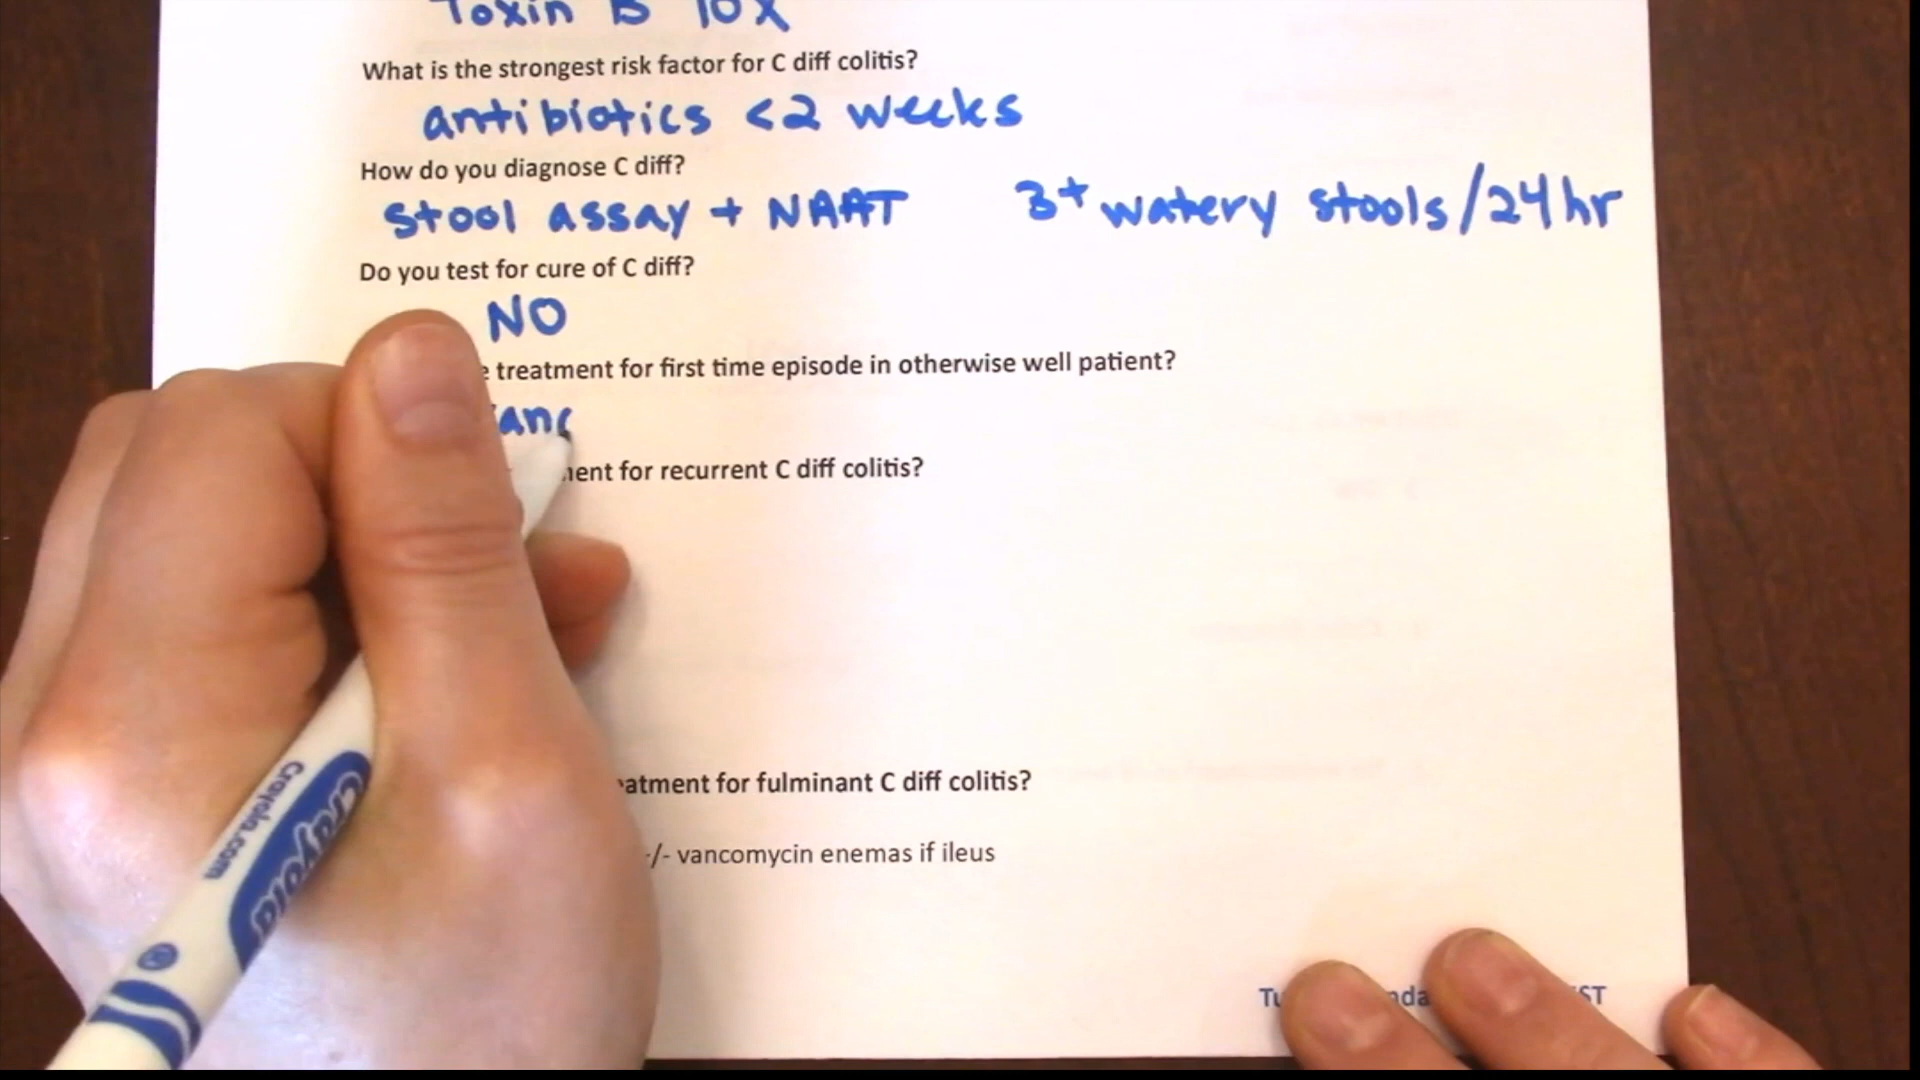 Toxin B 10X
What is the strongest risk factor for C diff colitis?
antibiotics <2 weeks
How do you diagnose C diff?
stool assay + NAAT 3+ watery stools/24hr
Do you test for cure of C diff?
NO
treatment for first time episode in otherwise well patient?
for recurrent C diff colitis?
for fulminant C diff colitis?
vancomycin enemas if ileus
Crayola
Crayola.com